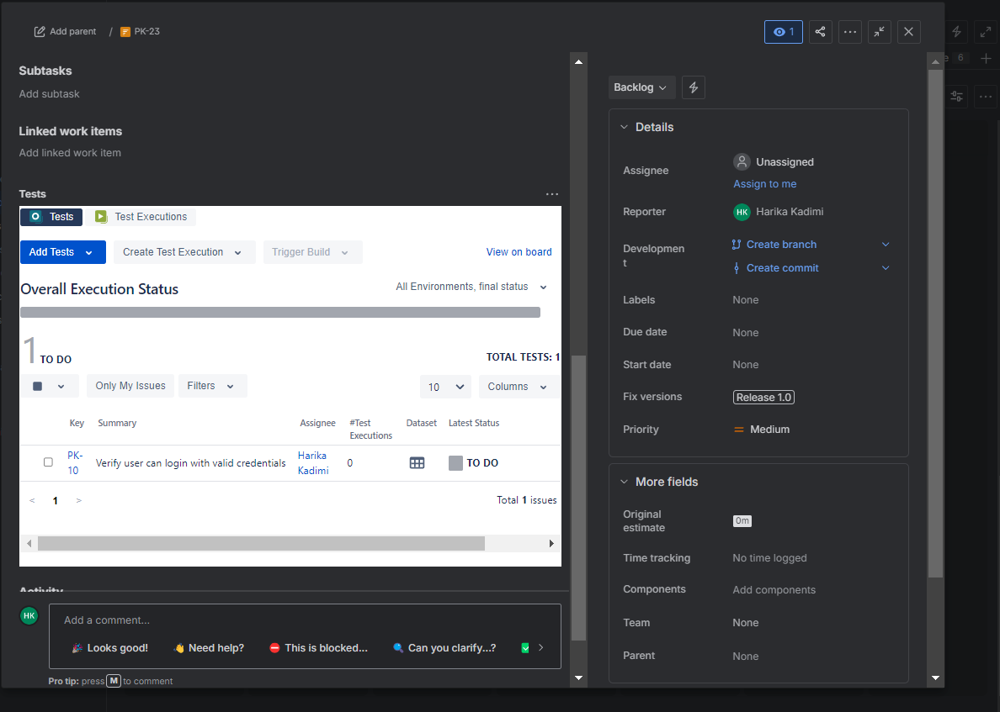 Add parent / PK-23
1
e 6
Subtasks
Add subtask
Linked work items
Add linked work item
Tests
Tests Test Executions
Add Tests Create Test Execution Trigger Build View on board
Overall Execution Status All Environments, final status
1 TO DO TOTAL TESTS: 1
Only My Issues Filters 10 Columns
Key Summary Assignee #Test Executions Dataset Latest Status
PK-10 Verify user can login with valid credentials Harika Kadimi 0 TO DO
< 1 > Total 1 issues
Activity
HK Add a comment...
🎉 Looks good! 👋 Need help? ⛔ This is blocked... 🔍 Can you clarify...? ✅
Pro tip: press M to comment
Backlog
Details
Assignee Unassigned
Assign to me
Reporter HK Harika Kadimi
Development Create branch
Create commit
Labels None
Due date None
Start date None
Fix versions Release 1.0
Priority Medium
More fields
Original estimate 0m
Time tracking No time logged
Components Add components
Team None
Parent None